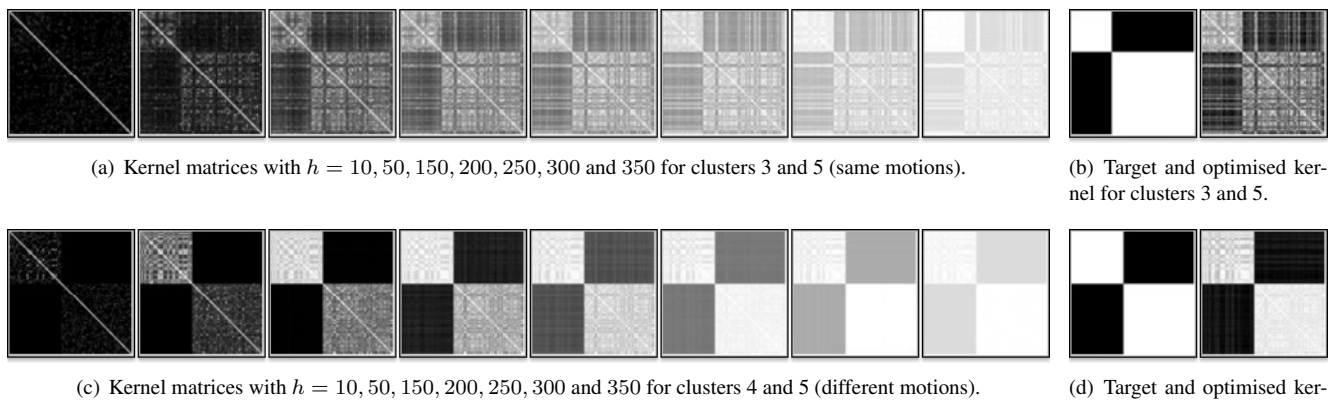 (a) Kernel matrices with h = 10, 50, 150, 200, 250, 300 and 350 for clusters 3 and 5 (same motions).
(b) Target and optimised ker-
nel for clusters 3 and 5.
(c) Kernel matrices with h = 10, 50, 150, 200, 250, 300 and 350 for clusters 4 and 5 (different motions).
(d) Target and optimised ker-